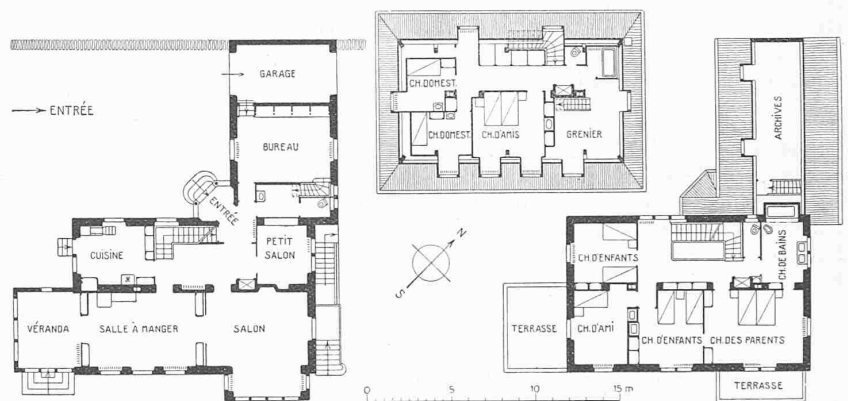 GARAGE
ENTRÉE
BUREAU
ENTRÉE
CUISINE
PETIT
SALON
VÉRANDA
SALLE À MANGER
SALON
CH. DOMEST.
CH. DOMEST.
CH. D'AMIS
GRENIER
S N
ARCHIVES
CH. D'ENFANTS
CH. DE BAINS
TERRASSE
CH. D'AMI
CH. D'ENFANTS
CH. DES PARENTS
TERRASSE
0 5 10 15 m